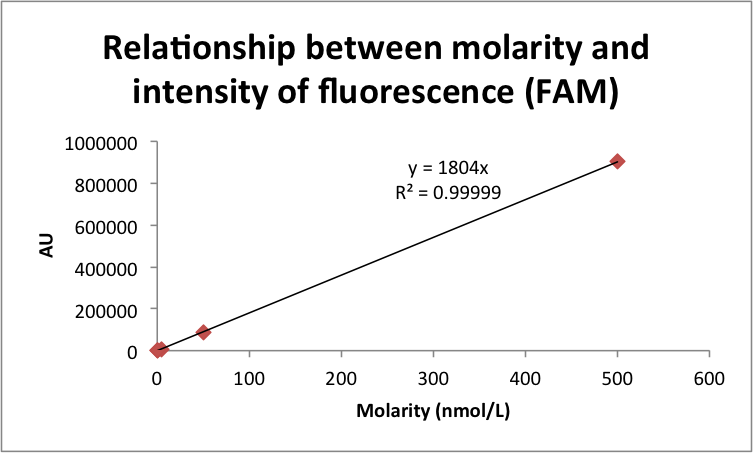 Relationship between molarity and
intensity of fluorescence (FAM)
1000000
800000
600000
400000
200000
0
AU
y = 1804x
R² = 0.99999
0 100 200 300 400 500 600
Molarity (nmol/L)